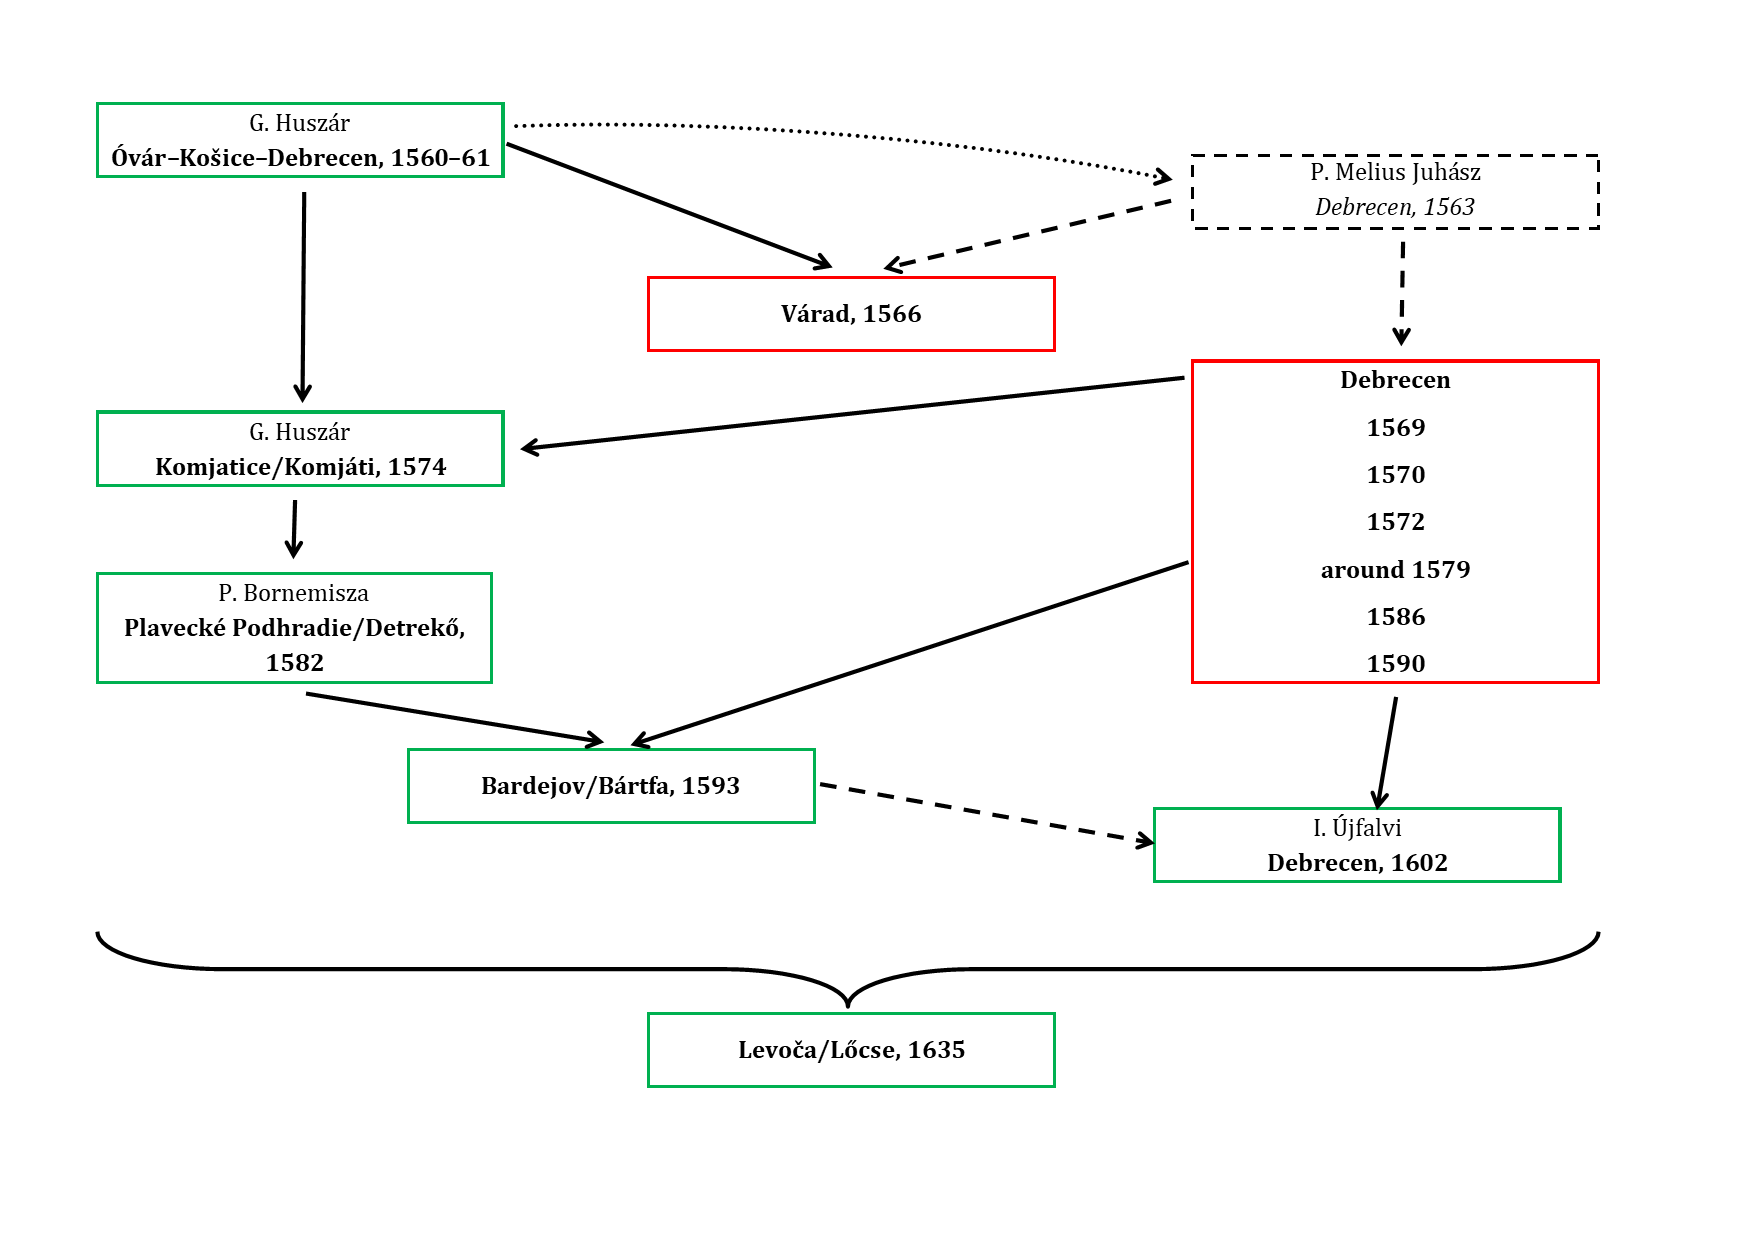 G. Huszár
Óvár–Košice–Debrecen, 1560–61
P. Melius Juhász
Debrecen, 1563
Várad, 1566
G. Huszár
Komjatice/Komjáti, 1574
Debrecen
1569
1570
1572
around 1579
1586
1590
P. Bornemisza
Plavecké Podhradie/Detrekő,
1582
Bardejov/Bártfa, 1593
I. Újfalvi
Debrecen, 1602
Levoča/Lőcse, 1635